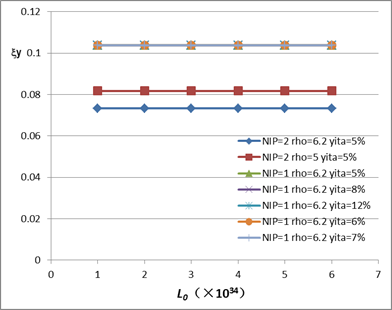 0.12
ξy
0.1
0.08
0.06
0.04
0.02
0
NIP=2 rho=6.2 yita=5%
NIP=2 rho=5 yita=5%
NIP=1 rho=6.2 yita=5%
NIP=1 rho=6.2 yita=8%
NIP=1 rho=6.2 yita=12%
NIP=1 rho=6.2 yita=6%
NIP=1 rho=6.2 yita=7%
0 1 2 3 4 5 6 7
L₀（×10³⁴）